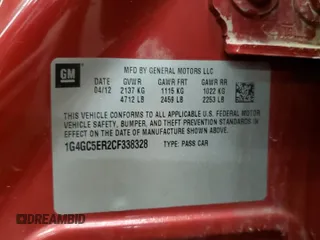 GM
MFD BY GENERAL MOTORS LLC
DATE GVWR GAWR FRT GAWR RR
04/12 2137 KG 1115 KG 1022 KG
4712 LB 2459 LB 2253 LB
THIS VEHICLE CONFORMS TO ALL APPLICABLE U.S. FEDERAL MOTOR
VEHICLE SAFETY, BUMPER, AND THEFT PREVENTION STANDARDS IN
EFFECT ON THE DATE OF MANUFACTURE SHOWN ABOVE.
1G4GC5ER2CF338328 TYPE: PASS CAR
DREAMBID